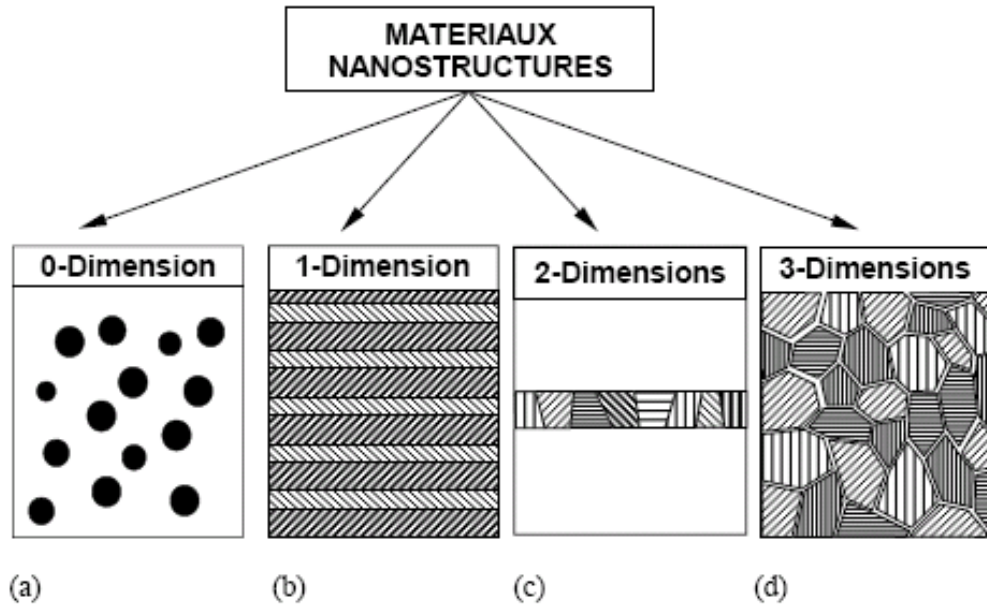 MATERIAUX
NANOSTRUCTURES
0-Dimension
1-Dimension
2-Dimensions
3-Dimensions
(a)
(b)
(c)
(d)